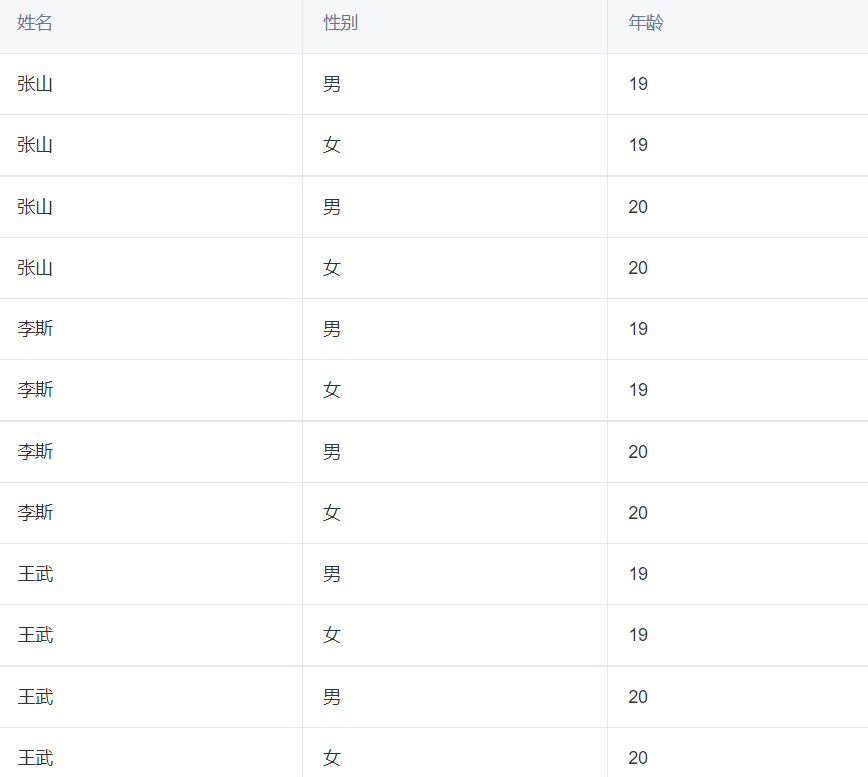 姓名 性别 年龄
张山 男 19
张山 女 19
张山 男 20
张山 女 20
李斯 男 19
李斯 女 19
李斯 男 20
李斯 女 20
王武 男 19
王武 女 19
王武 男 20
王武 女 20